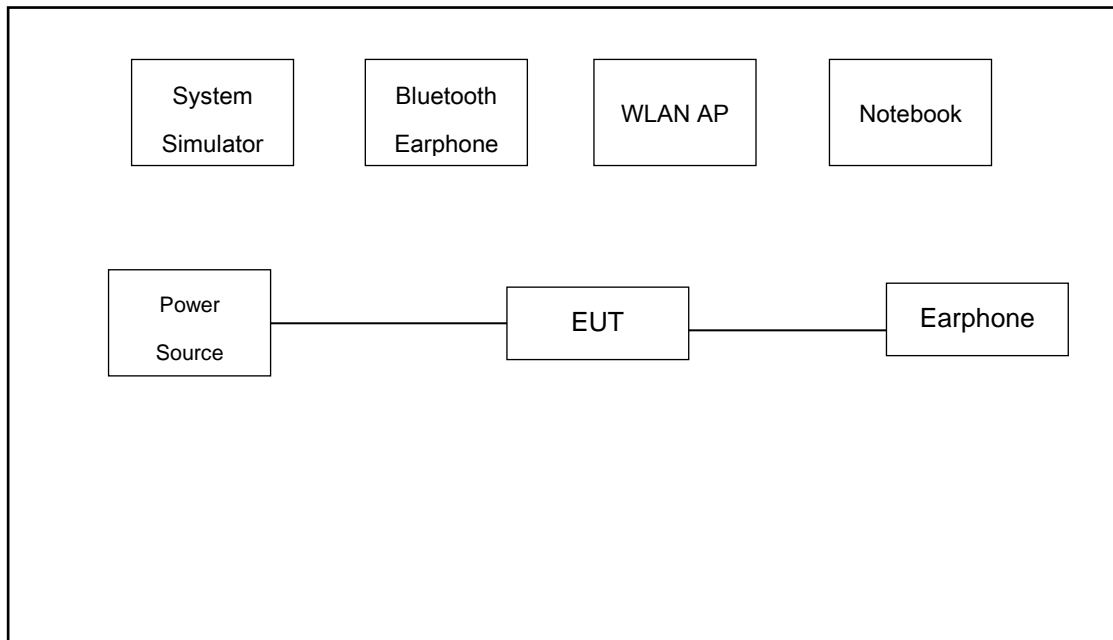 System
Simulator
Bluetooth
Earphone
WLAN AP
Notebook
Power
Source
EUT
Earphone